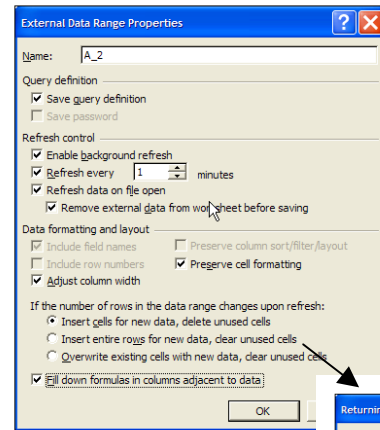 External Data Range Properties
Name: A_2
Query definition
Save query definition
Save password
Refresh control
Enable background refresh
Refresh every 1 minutes
Refresh data on file open
Remove external data from worksheet before saving
Data formatting and layout
Include field names Preserve column sort/filter/layout
Include row numbers Preserve cell formatting
Adjust column width
If the number of rows in the data range changes upon refresh:
Insert cells for new data, delete unused cells
Insert entire rows for new data, clear unused cells
Overwrite existing cells with new data, clear unused cells
Fill down formulas in columns adjacent to data
OK